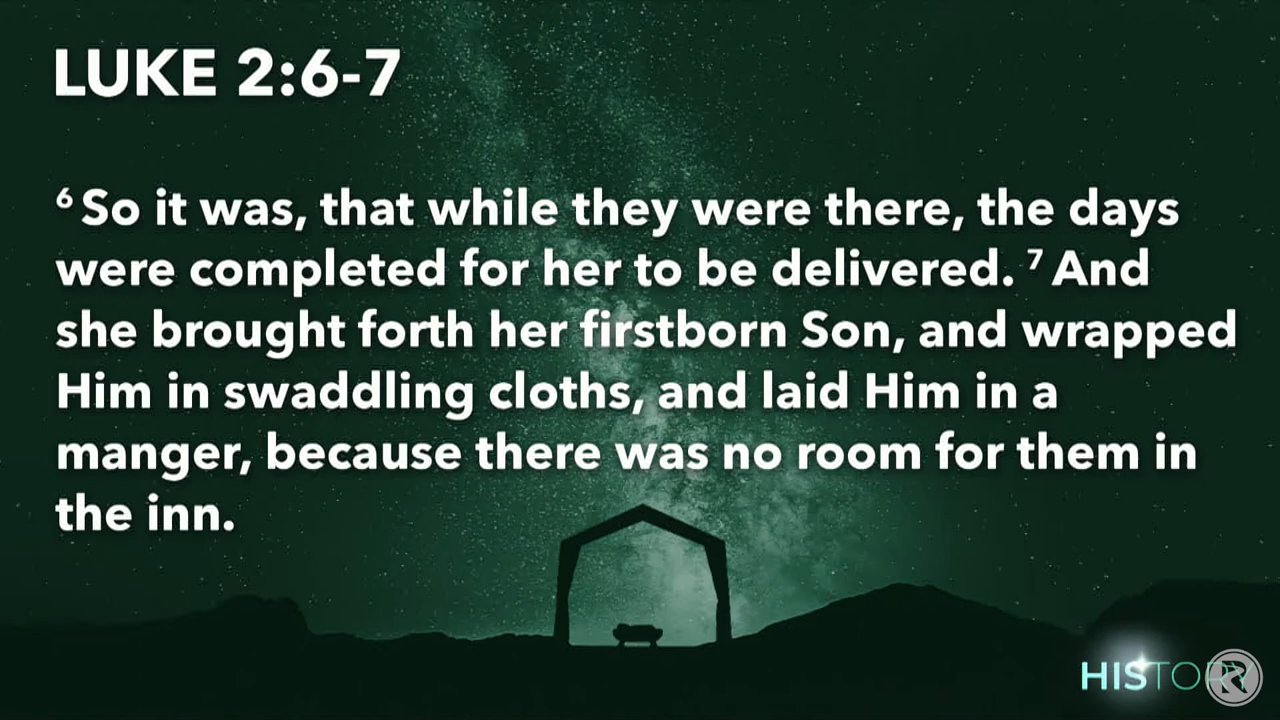 LUKE 2:6-7
⁶ So it was, that while they were there, the days
were completed for her to be delivered. ⁷ And
she brought forth her firstborn Son, and wrapped
Him in swaddling cloths, and laid Him in a
manger, because there was no room for them in
the inn.
HISTORY
R